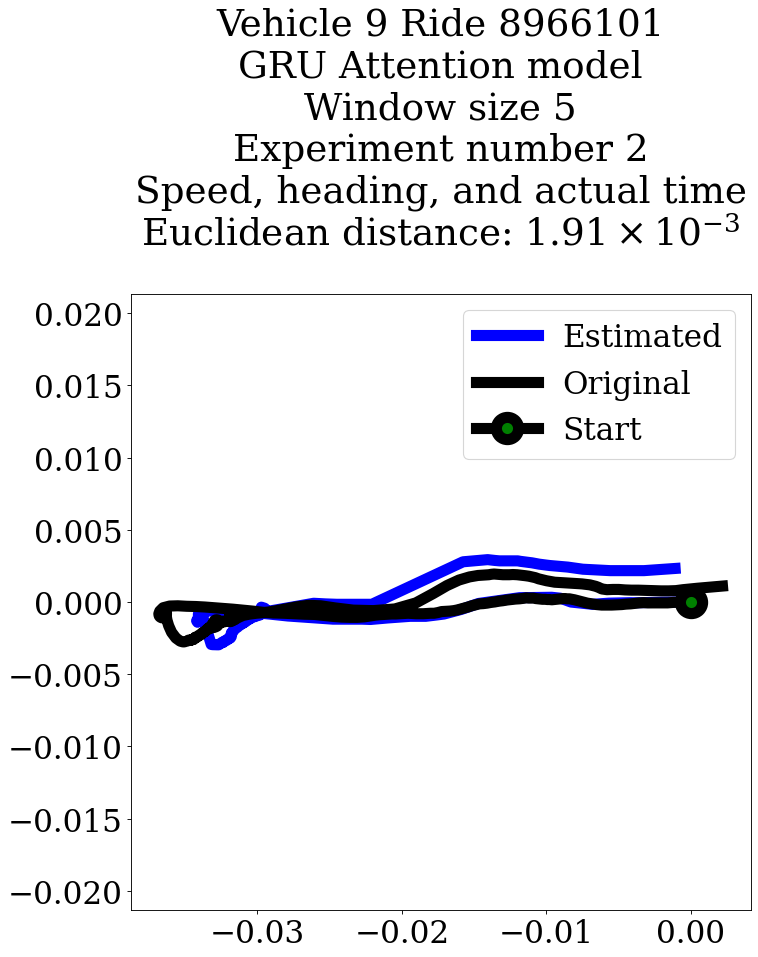 Vehicle 9 Ride 8966101
GRU Attention model
Window size 5
Experiment number 2
Speed, heading, and actual time
Euclidean distance: 1.91 × 10⁻³
Estimated
Original
Start
0.020
0.015
0.010
0.005
0.000
−0.005
−0.010
−0.015
−0.020
−0.03 −0.02 −0.01 0.00